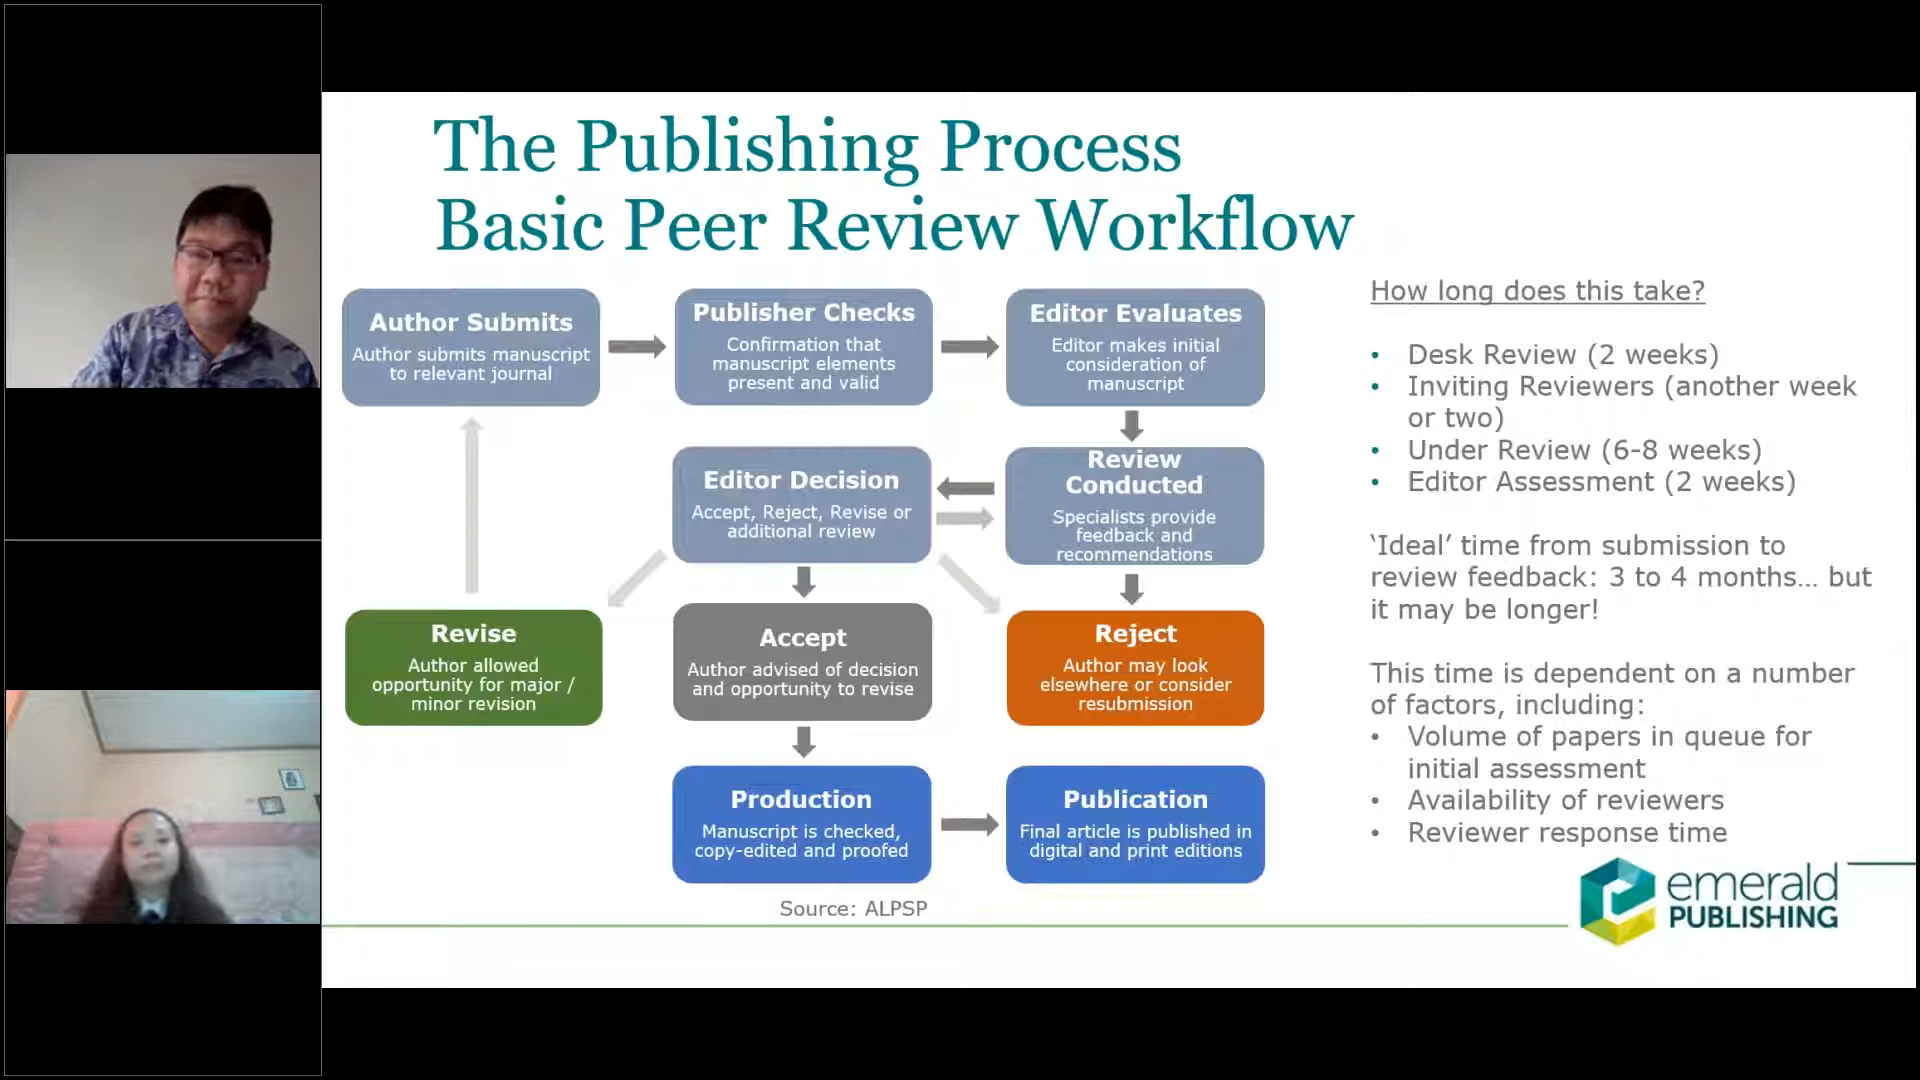 The Publishing Process
Basic Peer Review Workflow
Author Submits
Author submits manuscript
to relevant journal
Publisher Checks
Confirmation that
manuscript elements
present and valid
Editor Evaluates
Editor makes initial
consideration of
manuscript
Editor Decision
Accept, Reject, Revise or
additional review
Review
Conducted
Specialists provide
feedback and
recommendations
Revise
Author allowed
opportunity for major /
minor revision
Accept
Author advised of decision
and opportunity to revise
Reject
Author may look
elsewhere or consider
resubmission
Production
Manuscript is checked,
copy-edited and proofed
Publication
Final article is published in
digital and print editions
Source: ALPSP
How long does this take?
• Desk Review (2 weeks)
• Inviting Reviewers (another week
or two)
• Under Review (6-8 weeks)
• Editor Assessment (2 weeks)
‘Ideal’ time from submission to
review feedback: 3 to 4 months... but
it may be longer!
This time is dependent on a number
of factors, including:
• Volume of papers in queue for
initial assessment
• Availability of reviewers
• Reviewer response time
emerald
PUBLISHING